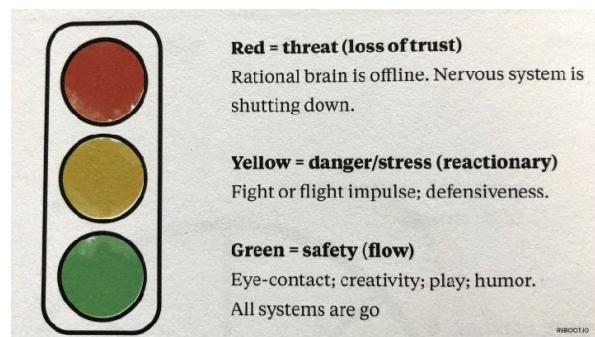 Red = threat (loss of trust)
Rational brain is offline. Nervous system is
shutting down.
Yellow = danger/stress (reactionary)
Fight or flight impulse; defensiveness.
Green = safety (flow)
Eye-contact; creativity; play; humor.
All systems are go
REBOOT.IO